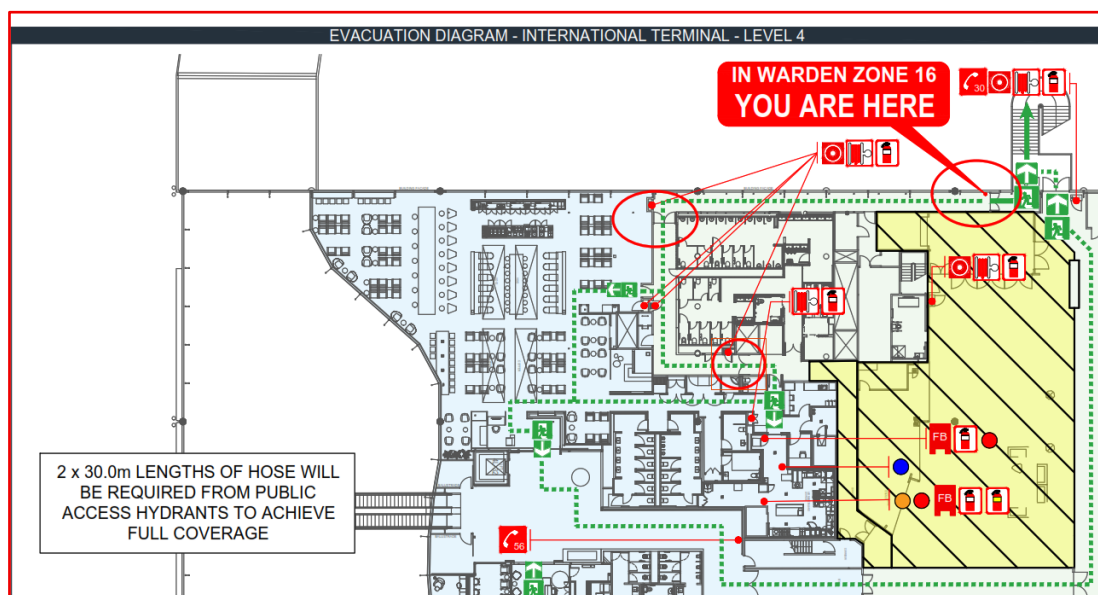 EVACUATION DIAGRAM - INTERNATIONAL TERMINAL - LEVEL 4
IN WARDEN ZONE 16
YOU ARE HERE
30
2 x 30.0m LENGTHS OF HOSE WILL
BE REQUIRED FROM PUBLIC
ACCESS HYDRANTS TO ACHIEVE
FULL COVERAGE
FB
FB
56